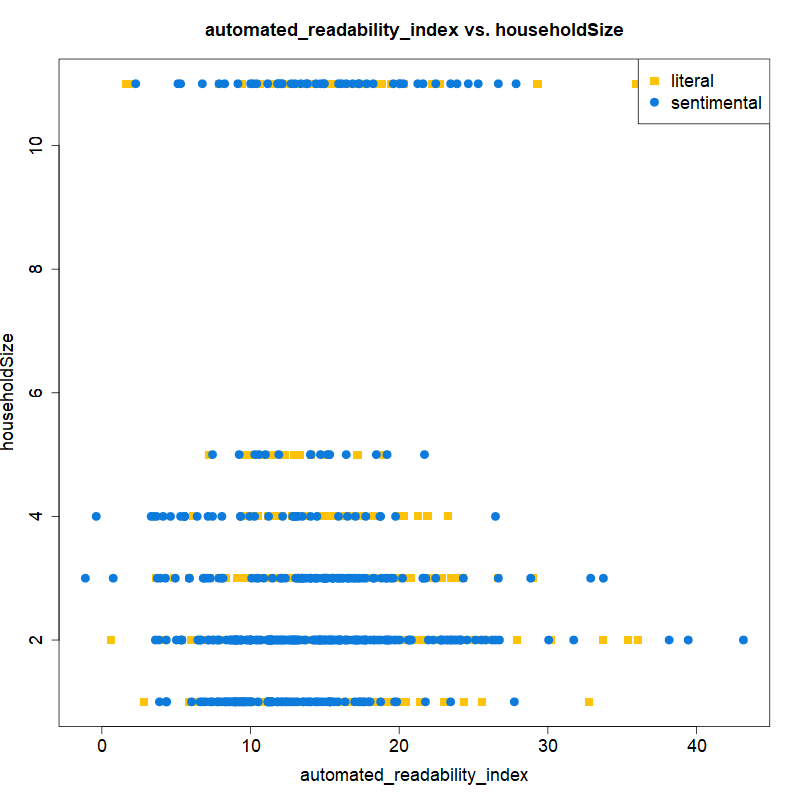 automated_readability_index vs. householdSize
literal
sentimental
householdSize
10
8
6
4
2
0 10 20 30 40
automated_readability_index